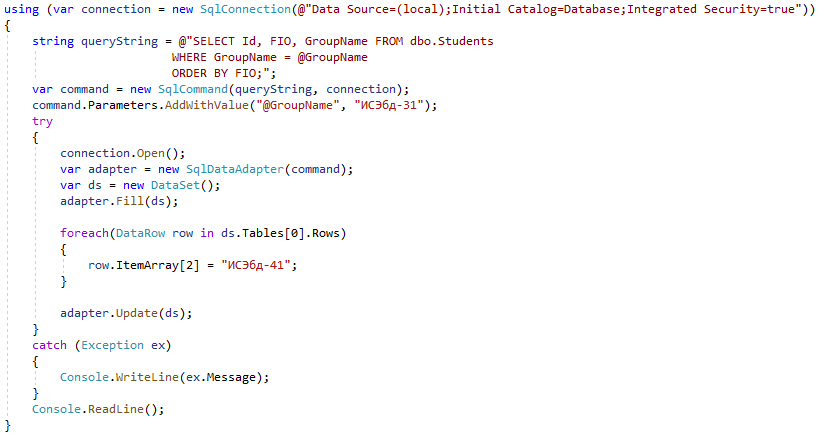 using (var connection = new SqlConnection(@"Data Source=(local);Initial Catalog=Database;Integrated Security=true"))
{
    string queryString = @"SELECT Id, FIO, GroupName FROM dbo.Students
                        WHERE GroupName = @GroupName
                        ORDER BY FIO;";
    var command = new SqlCommand(queryString, connection);
    command.Parameters.AddWithValue("@GroupName", "ИСЭбд-31");
    try
    {
        connection.Open();
        var adapter = new SqlDataAdapter(command);
        var ds = new DataSet();
        adapter.Fill(ds);

        foreach(DataRow row in ds.Tables[0].Rows)
        {
            row.ItemArray[2] = "ИСЭбд-41";
        }

        adapter.Update(ds);
    }
    catch (Exception ex)
    {
        Console.WriteLine(ex.Message);
    }
    Console.ReadLine();
}